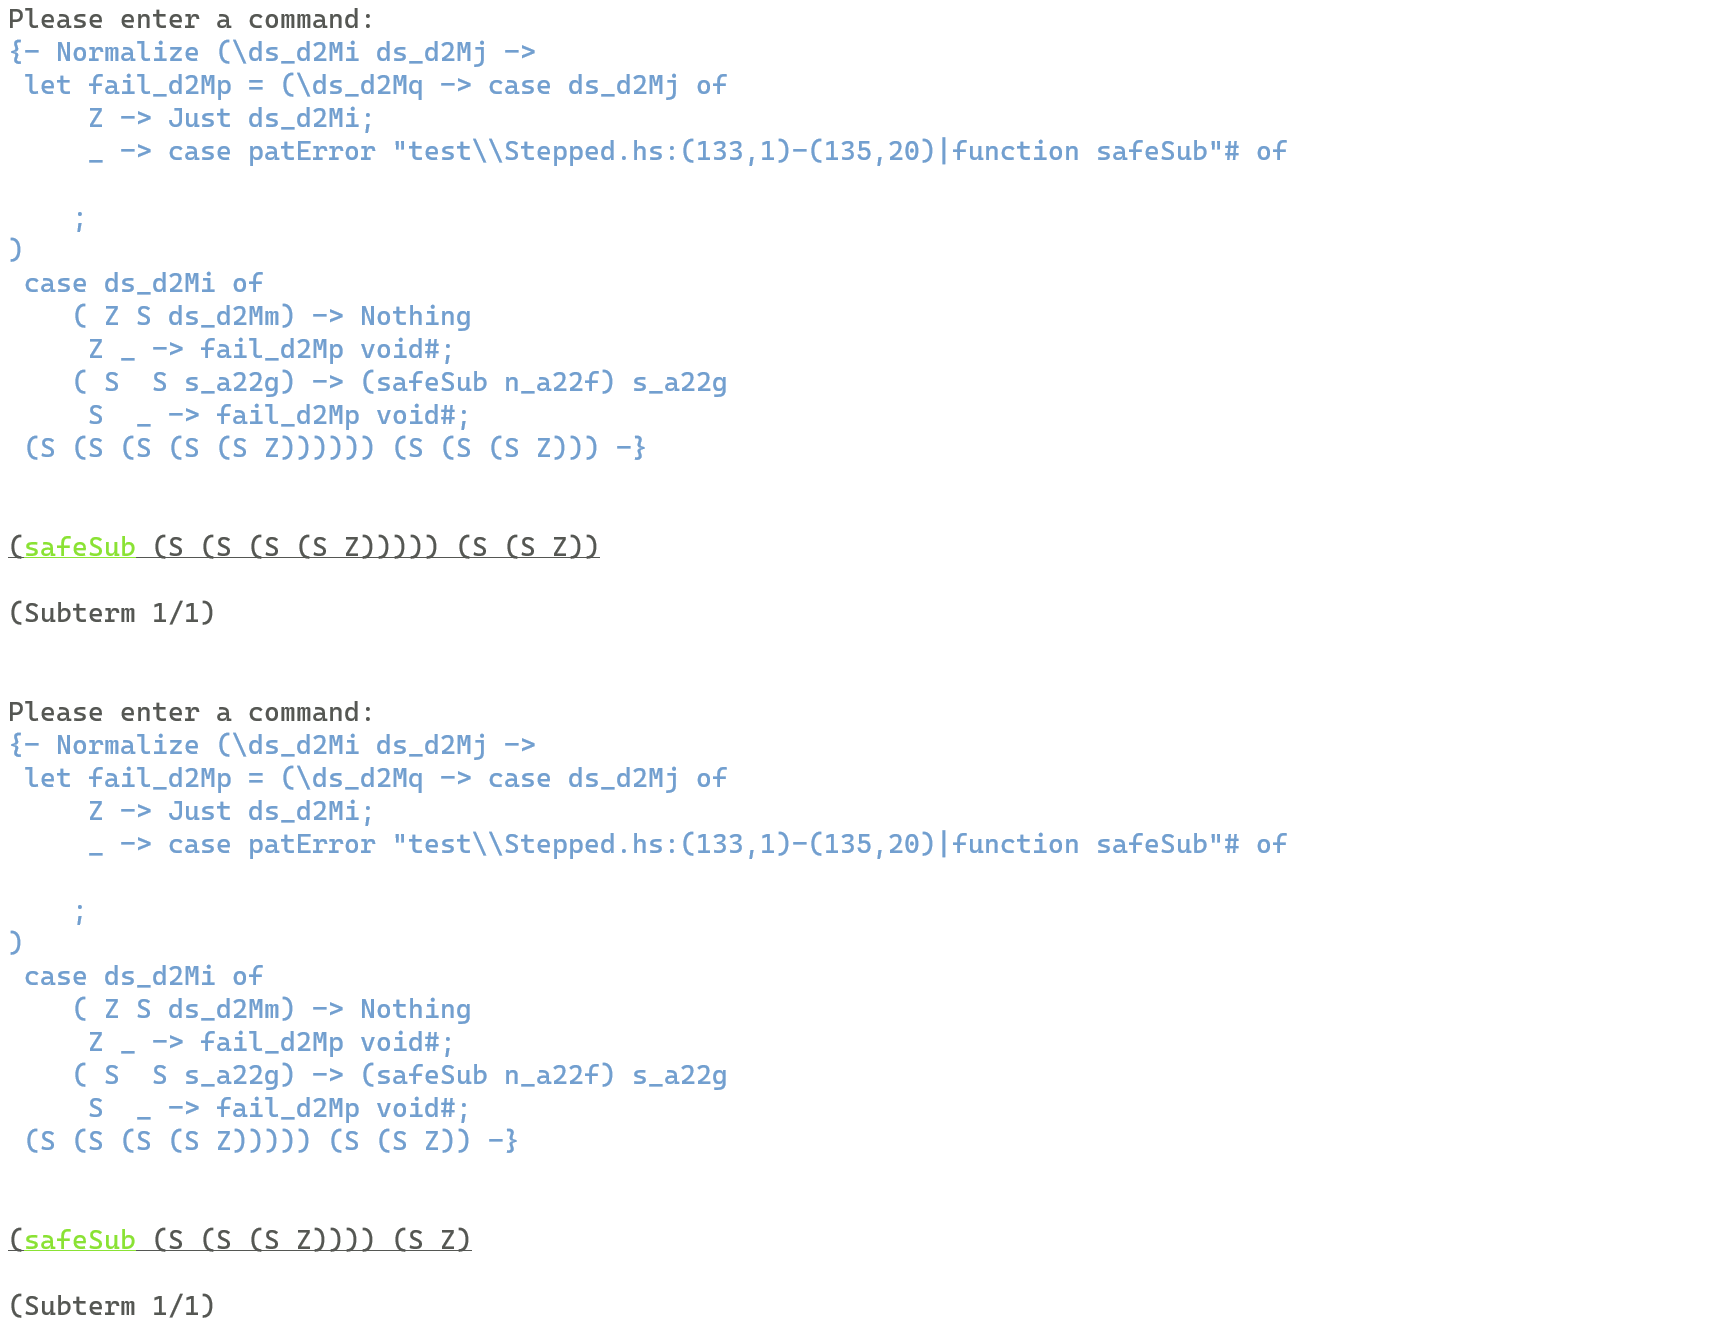 Please enter a command:
{- Normalize (\ds_d2Mi ds_d2Mj ->
 let fail_d2Mp = (\ds_d2Mq -> case ds_d2Mj of
     Z -> Just ds_d2Mi;
     _ -> case patError "test\\Stepped.hs:(133,1)-(135,20)|function safeSub"# of
    ;
)
 case ds_d2Mi of
    ( Z S ds_d2Mm) -> Nothing
     Z _ -> fail_d2Mp void#;
    ( S  S s_a22g) -> (safeSub n_a22f) s_a22g
     S  _ -> fail_d2Mp void#;
 (S (S (S (S (S Z)))))) (S (S (S Z))) -}
(safeSub (S (S (S (S Z))))) (S (S Z))
(Subterm 1/1)
Please enter a command:
{- Normalize (\ds_d2Mi ds_d2Mj ->
 let fail_d2Mp = (\ds_d2Mq -> case ds_d2Mj of
     Z -> Just ds_d2Mi;
     _ -> case patError "test\\Stepped.hs:(133,1)-(135,20)|function safeSub"# of
    ;
)
 case ds_d2Mi of
    ( Z S ds_d2Mm) -> Nothing
     Z _ -> fail_d2Mp void#;
    ( S  S s_a22g) -> (safeSub n_a22f) s_a22g
     S  _ -> fail_d2Mp void#;
 (S (S (S (S Z))))) (S (S Z)) -}
(safeSub (S (S (S Z)))) (S Z)
(Subterm 1/1)